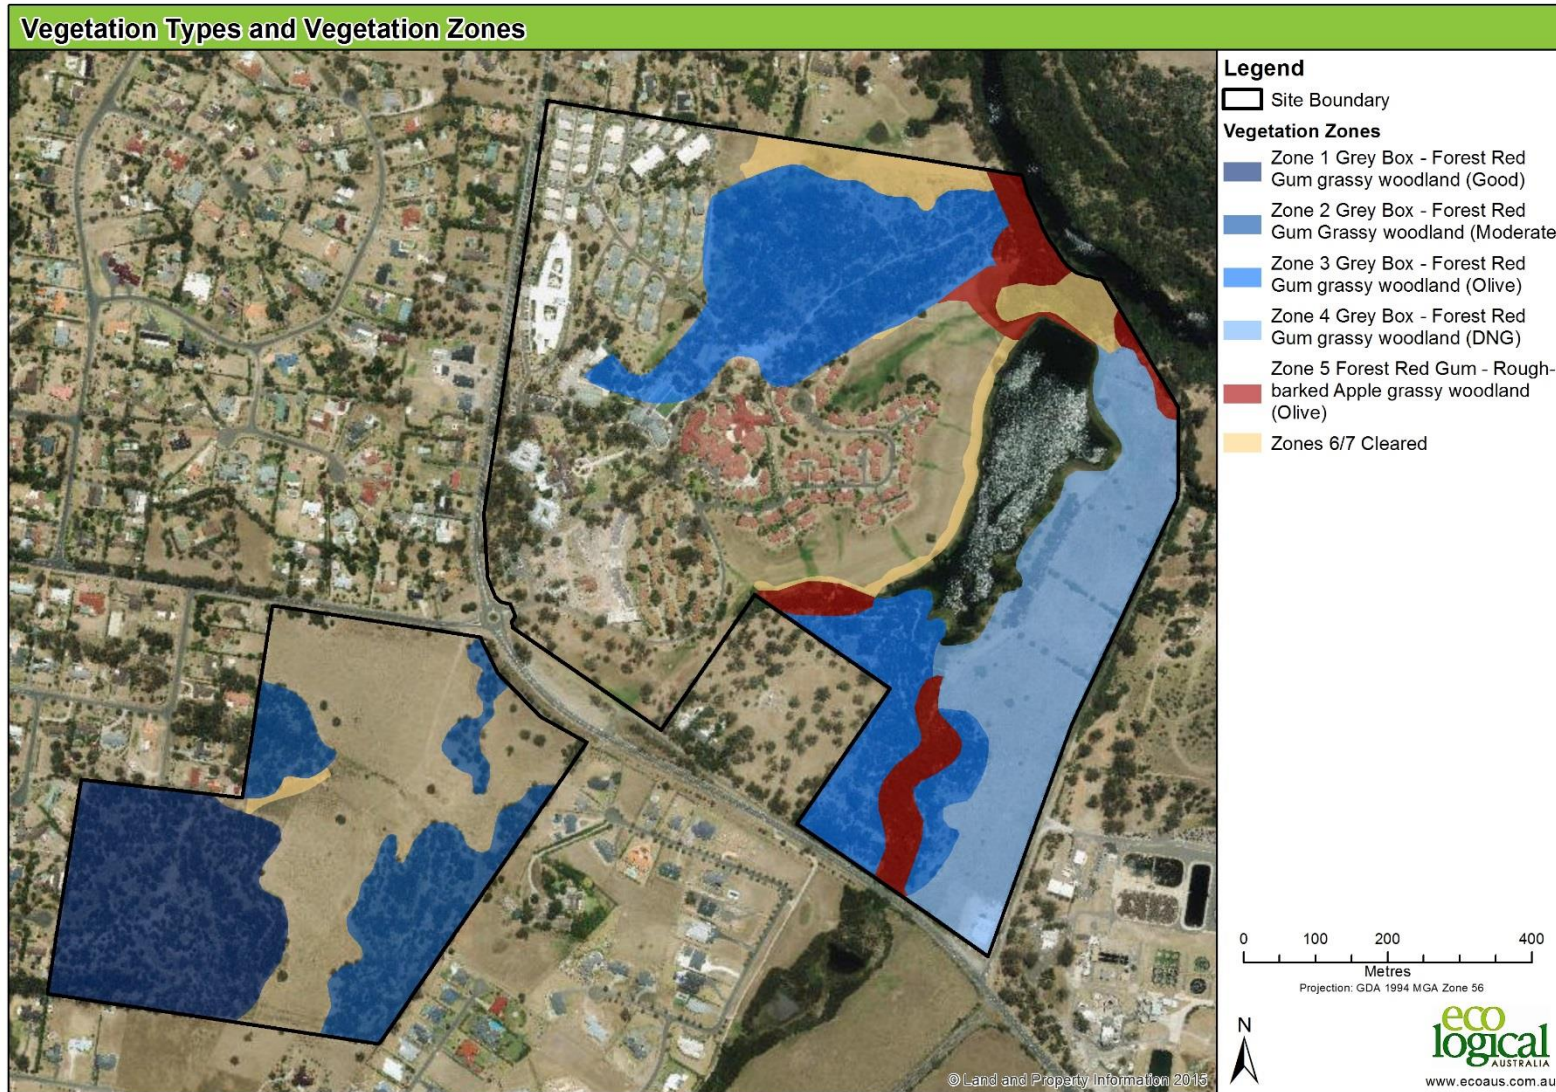 Vegetation Types and Vegetation Zones
Legend
Site Boundary
Vegetation Zones
Zone 1 Grey Box - Forest Red
Gum grassy woodland (Good)
Zone 2 Grey Box - Forest Red
Gum Grassy woodland (Moderate
Zone 3 Grey Box - Forest Red
Gum grassy woodland (Olive)
Zone 4 Grey Box - Forest Red
Gum grassy woodland (DNG)
Zone 5 Forest Red Gum - Rough-
barked Apple grassy woodland
(Olive)
Zones 6/7 Cleared
0 100 200 400
Metres
Projection: GDA 1994 MGA Zone 56
N
eco
logical
AUSTRALIA
www.ecoaus.com.au
© Land and Property Information 2015